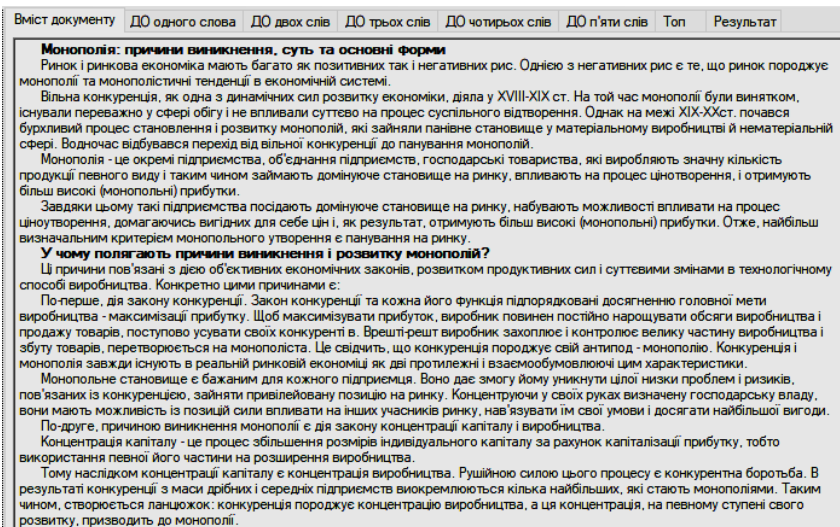 Вміст документу ДО одного слова ДО двох слів ДО трьох слів ДО чотирьох слів ДО п'яти слів Топ Результат
Монополія: причини виникнення, суть та основні форми
Ринок і ринкова економіка мають багато як позитивних так і негативних рис. Однією з негативних рис є те, що ринок породжує
монополії та монополістичні тенденції в економічній системі.
Вільна конкуренція, як одна з динамічних сил розвитку економіки, діяла у XVIII-XIX ст. На той час монополії були винятком,
існували переважно у сфері обігу і не впливали суттєво на процес суспільного відтворення. Однак на межі XIX-XXст. почався
бурхливий процес становлення і розвитку монополій, які зайняли панівне становище у матеріальному виробництві й нематеріальній
сфері. Водночас відбувався перехід від вільної конкуренції до панування монополій.
Монополія - це окремі підприємства, об'єднання підприємств, господарські товариства, які виробляють значну кількість
продукції певного виду і таким чином займають домінуюче становище на ринку, впливають на процес цінотворення, й отримують
більш високі (монопольні) прибутки.
Завдяки цьому такі підприємства посідають домінуюче становище на ринку, набувають можливості впливати на процес
ціноутворення, домагаючись вигідних для себе цін і, як результат, отримують більш високі (монопольні) прибутки. Отже, найбільш
визначальним критерієм монопольного утворення є панування на ринку.
У чому полягають причини виникнення і розвитку монополій?
Ці причини пов'язані з дією об'єктивних економічних законів, розвитком продуктивних сил і суттєвими змінами в технологічному
способі виробництва. Конкретно цими причинами є:
По-перше, дія закону конкуренції. Закон конкуренції та кожна його функція підпорядковані досягненню головної мети
виробництва - максимізації прибутку. Щоб максимізувати прибуток, виробник повинен постійно нарощувати обсяги виробництва і
продажу товарів, поступово усувати своїх конкуренті в. Врешті-решт виробник захоплює і контролює велику частину виробництва і
збуту товарів, перетворюється на монополіста. Це свідчить, що конкуренція породжує свій антипод - монополію. Конкуренція і
монополія завжди існують в реальній ринковій економіці як дві протилежні і взаємообумовлюючі цим характеристики.
Монопольне становище є бажаним для кожного підприємця. Воно дає змогу йому уникнути цілої низки проблем і ризиків,
пов'язаних із конкуренцією, зайняти привілейовану позицію на ринку. Концентруючи у своїх руках визначену господарську владу,
вони мають можливість із позицій сили впливати на інших учасників ринку, нав'язувати їм свої умови і досягати найбільшої вигоди.
По-друге, причиною виникнення монополії є дія закону концентрації капіталу і виробництва.
Концентрація капіталу - це процес збільшення розмірів індивідуального капіталу за рахунок капіталізації прибутку, тобто
використання певної його частини на розширення виробництва.
Тому наслідком концентрації капіталу є концентрація виробництва. Рушійною силою цього процесу є конкурентна боротьба. В
результаті конкуренції з маси дрібних і середніх підприємств виокремлюються кілька найбільших, які стають монополіями. Таким
чином, створюється ланцюжок: конкуренція породжує концентрацію виробництва, а ця концентрація, на певному ступені свого
розвитку, призводить до монополії.